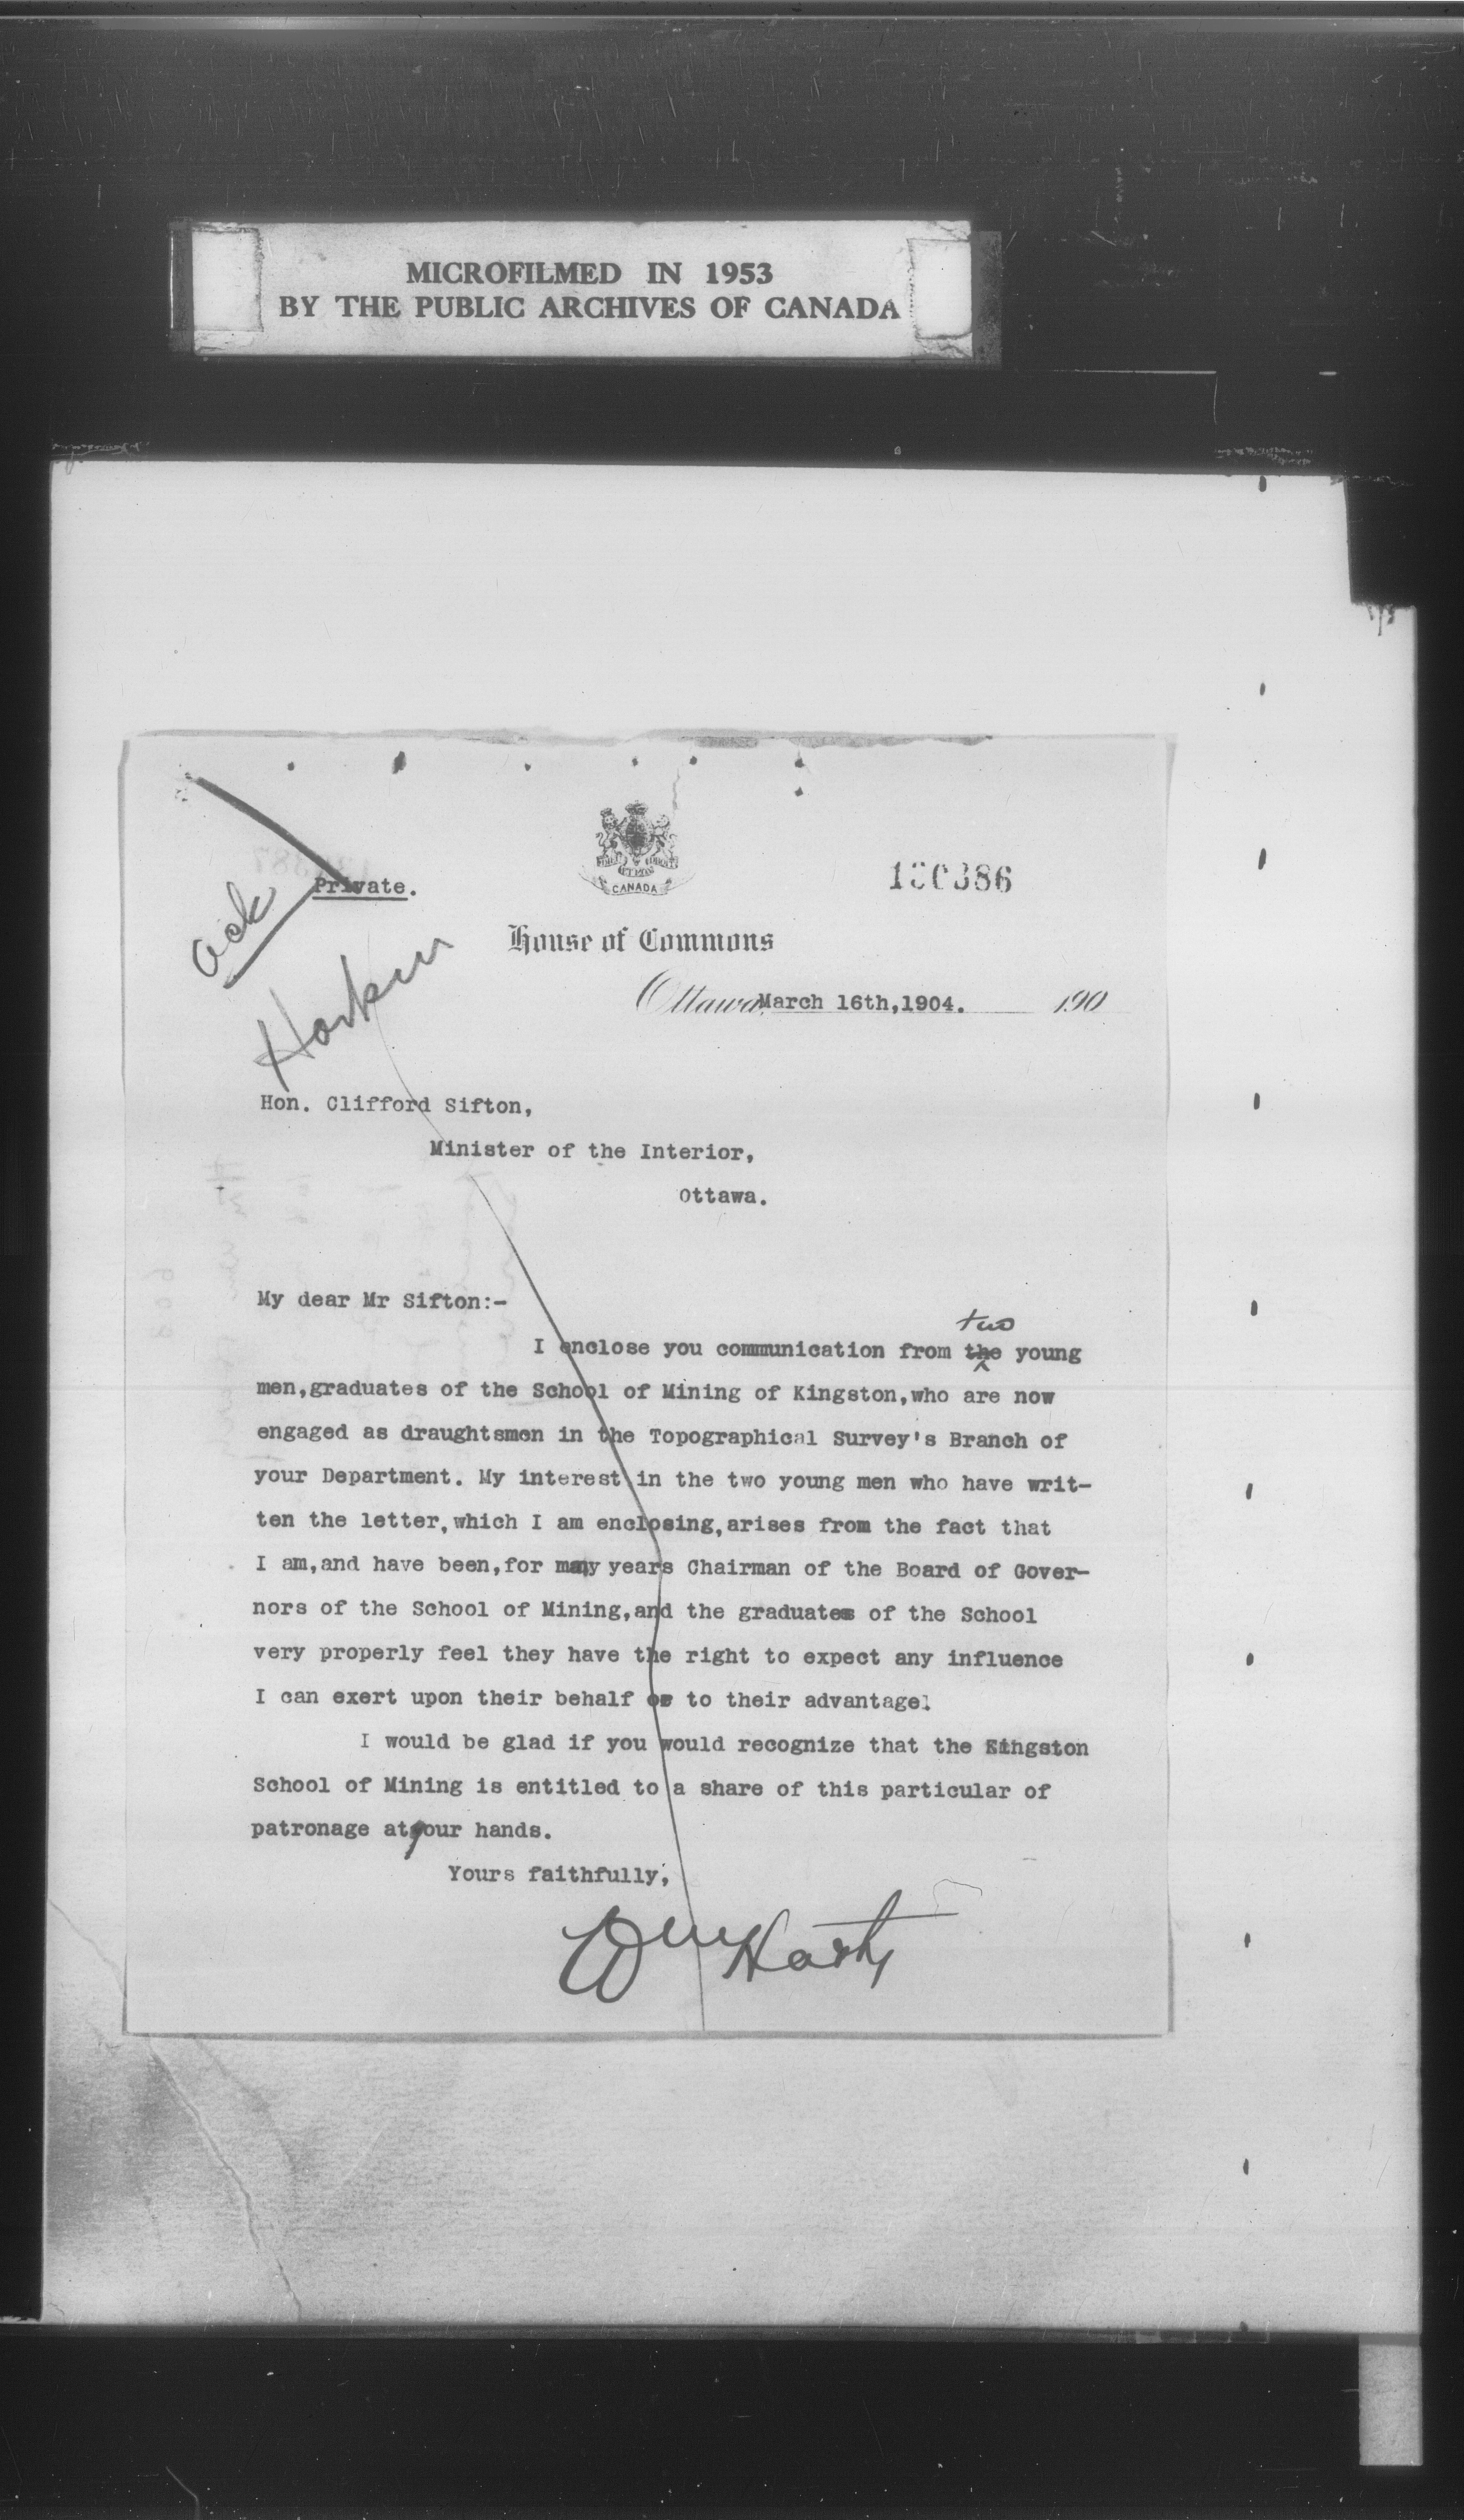 MICROFILMED IN 1953
BY THE PUBLIC ARCHIVES OF CANADA
CANADA
Private.
130386
ack
Harkin
House of Commons
Ottawa, March 16th,1904. 190
Hon. Clifford Sifton,
Minister of the Interior,
Ottawa.
My dear Mr Sifton:-
two
I enclose you communication from the young
men,graduates of the School of Mining of Kingston,who are now
engaged as draughtsmen in the Topographical Survey's Branch of
your Department. My interest in the two young men who have writ-
ten the letter,which I am enclosing,arises from the fact that
I am,and have been,for many years Chairman of the Board of Gover-
nors of the School of Mining,and the graduates of the School
very properly feel they have the right to expect any influence
I can exert upon their behalf or to their advantage.
I would be glad if you would recognize that the Kingston
School of Mining is entitled to a share of this particular of
patronage at your hands.
Yours faithfully,
Wm Harty